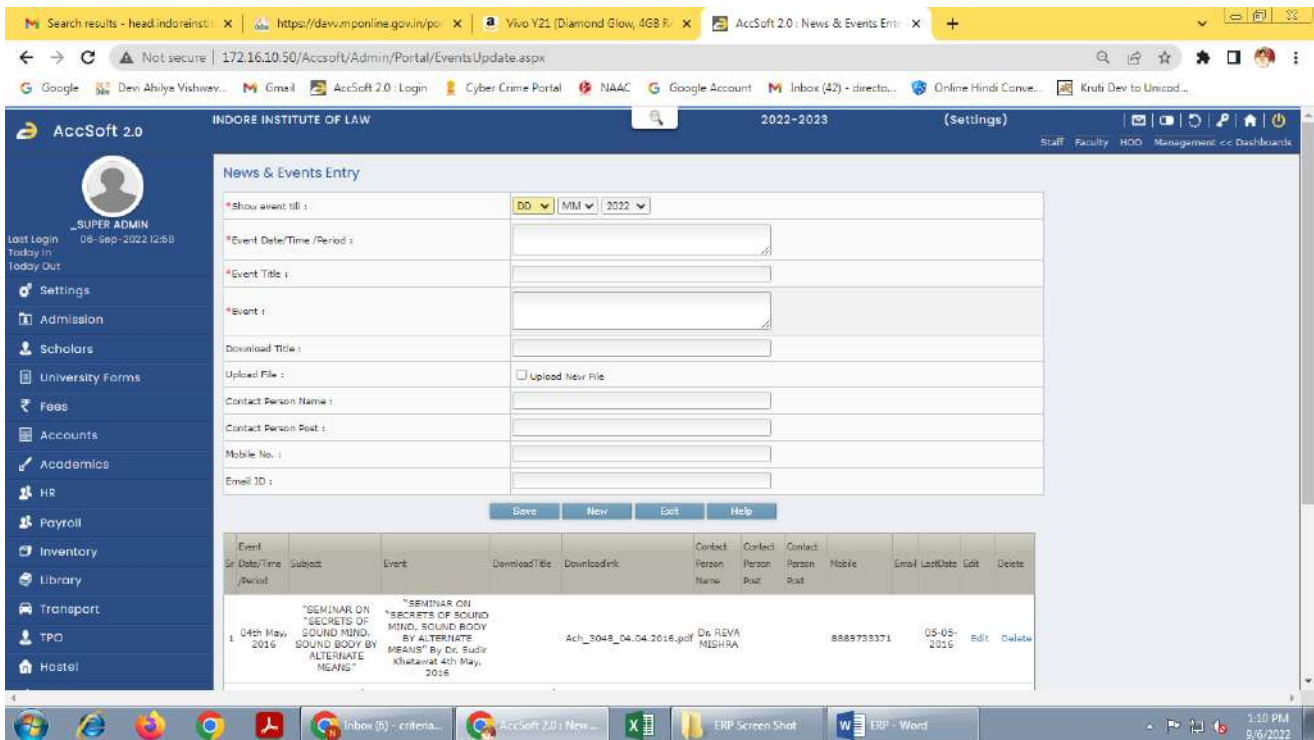 Search results - head.indoreinsti
https://davv.mponline.gov.in/po
Vivo Y21 (Diamond Glow, 4GB R
AccSoft 2.0 : News & Events Ent
Not secure | 172.16.10.50/Accsoft/Admin/Portal/EventsUpdate.aspx
Google Devi Ahilya Vishwav... Gmail AccSoft 2.0 : Login Cyber Crime Portal NAAC Google Account Inbox (42) - directo... Online Hindi Conve... Kruti Dev to Unicod...
AccSoft 2.0
INDORE INSTITUTE OF LAW 2022-2023 (Settings)
Staff Faculty HOD Management << Dashboards
_SUPER ADMIN
Last Login 06-Sep-2022 12:58
Today In
Today Out
Settings
Admission
Scholars
University Forms
₹ Fees
Accounts
Academics
HR
Payroll
Inventory
Library
Transport
TPO
Hostel
News & Events Entry
*Show event till : DD MM 2022
*Event Date/Time /Period :
*Event Title :
*Event :
Download Title :
Upload File : Upload New File
Contact Person Name :
Contact Person Post :
Mobile No. :
Email ID :
Save New Exit Help
Sr Event Date/Time /Period Subject Event DownloadTitle Downloadlink Contact Person Name Contact Person Post Contact Person Post Mobile Email LastDate Edit Delete
1 04th May, 2016 "SEMINAR ON "SECRETS OF SOUND MIND, SOUND BODY BY ALTERNATE MEANS" "SEMINAR ON "SECRETS OF SOUND MIND, SOUND BODY BY ALTERNATE MEANS" By Dr. Sudir Khetawat 4th May, 2016 Ach_3048_04.04.2016.pdf Dr. REVA MISHRA 8889733371 05-05-2016 Edit Delete
Inbox (6) - criteria... AccSoft 2.0 : New... ERP Screen Shot ERP - Word
1:10 PM
9/6/2022